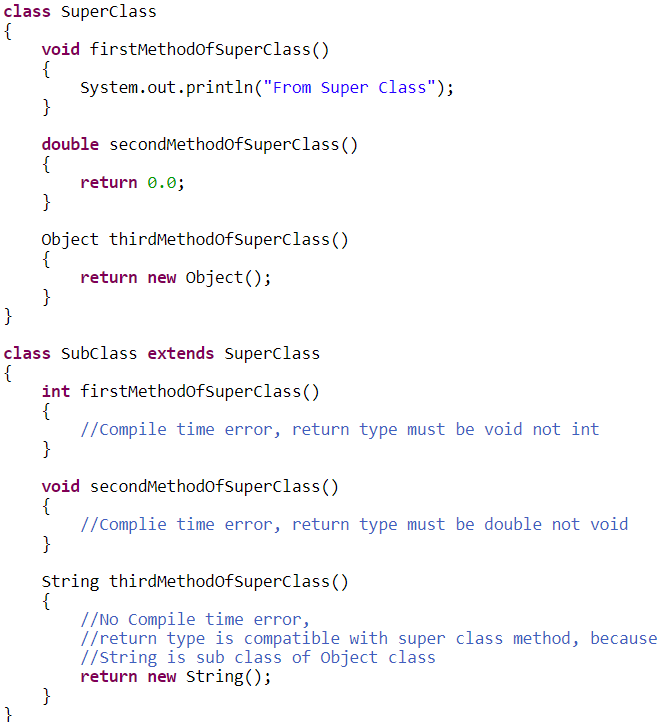 class SuperClass
{
    void firstMethodOfSuperClass()
    {
        System.out.println("From Super Class");
    }

    double secondMethodOfSuperClass()
    {
        return 0.0;
    }

    Object thirdMethodOfSuperClass()
    {
        return new Object();
    }
}

class SubClass extends SuperClass
{
    int firstMethodOfSuperClass()
    {
        //Compile time error, return type must be void not int
    }

    void secondMethodOfSuperClass()
    {
        //Complie time error, return type must be double not void
    }

    String thirdMethodOfSuperClass()
    {
        //No Compile time error,
        //return type is compatible with super class method, because
        //String is sub class of Object class
        return new String();
    }
}